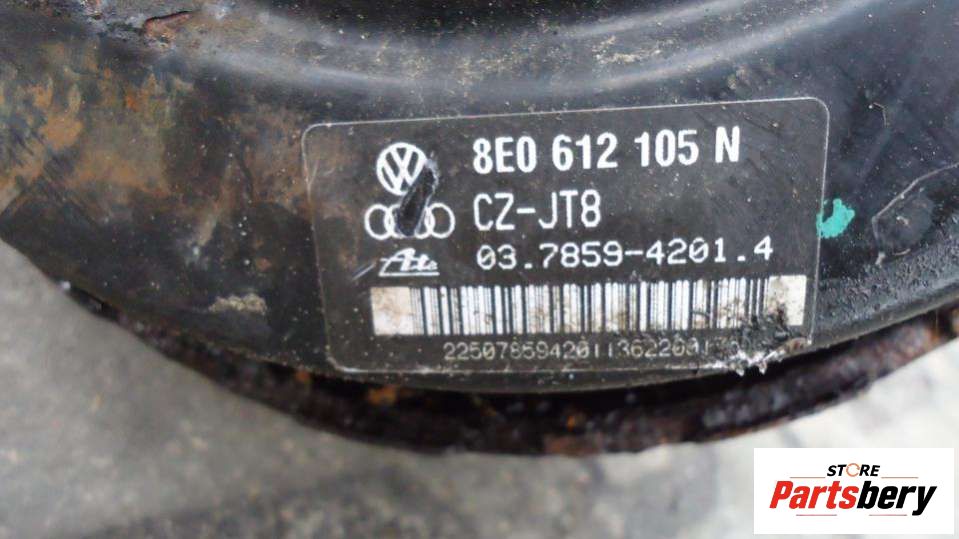 8E0 612 105 N
CZ-JT8
03.7859-4201.4
Ate
STORE
Partsbery